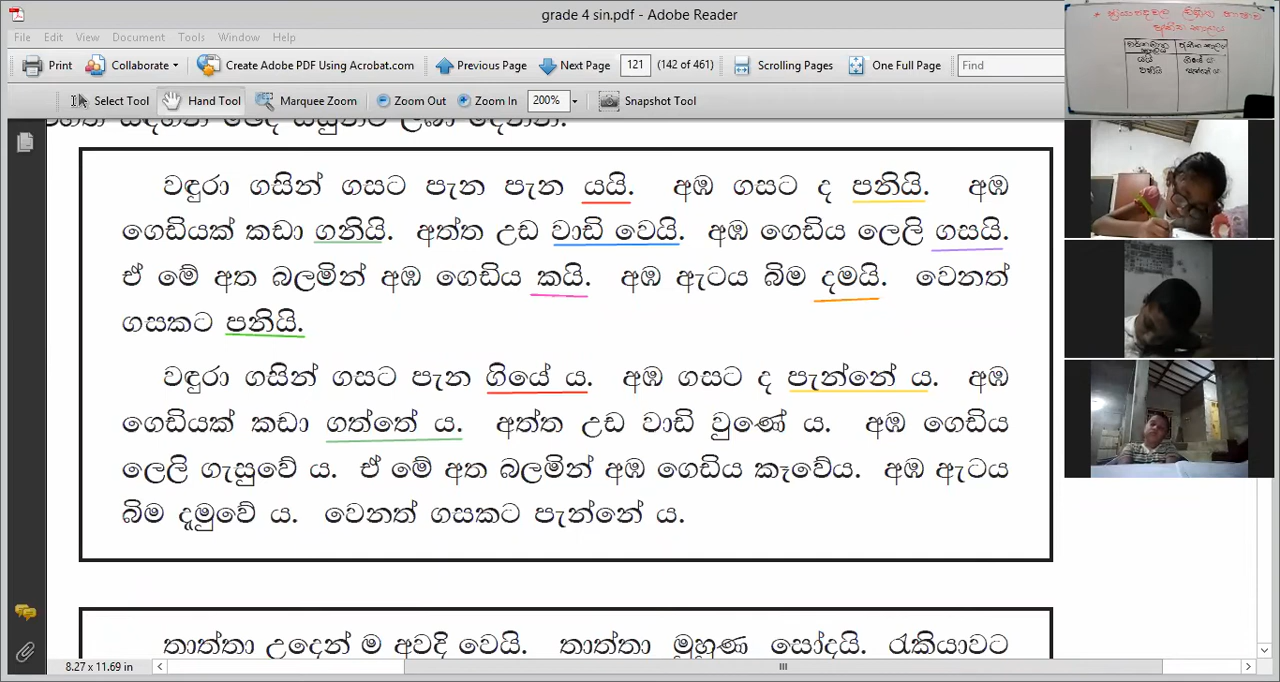 grade 4 sin.pdf - Adobe Reader
File Edit View Document Tools Window Help
Print Collaborate Create Adobe PDF Using Acrobat.com Previous Page Next Page 121 (142 of 461) Scrolling Pages One Full Page Find
Select Tool Hand Tool Marquee Zoom Zoom Out Zoom In 200% Snapshot Tool
වඳුරා ගසින් ගසට පැන පැන යයි. අඹ ගසට ද පනියි. අඹ
ගෙඩියක් කඩා ගනියි. අත්ත උඩ වාඩි වෙයි. අඹ ගෙඩිය ලෙලි ගසයි.
ඒ මේ අත බලමින් අඹ ගෙඩිය කයි. අඹ ඇටය බිම දමයි. වෙනත්
ගසකට පනියි.
වඳුරා ගසින් ගසට පැන ගියේ ය. අඹ ගසට ද පැන්නේ ය. අඹ
ගෙඩියක් කඩා ගත්තේ ය. අත්ත උඩ වාඩි වුණේ ය. අඹ ගෙඩිය
ලෙලි ගැසුවේ ය. ඒ මේ අත බලමින් අඹ ගෙඩිය කෑවේය. අඹ ඇටය
බිම දැමුවේ ය. වෙනත් ගසකට පැන්නේ ය.
තාත්තා උදෙන් ම අවදි වෙයි. තාත්තා මුහුණ සෝදයි. රැකියාවට
8.27 x 11.69 in